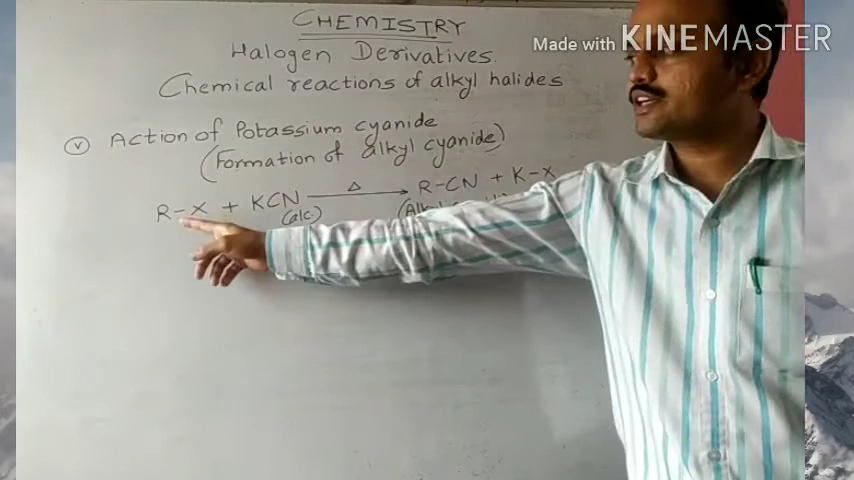 CHEMISTRY
Made with KINEMASTER
Halogen Derivatives.
Chemical reactions of alkyl halides
(v) Action of Potassium cyanide
(Formation of alkyl cyanide)
R-X + KCN ⟶ R-CN + K-X
Δ
(alc.)